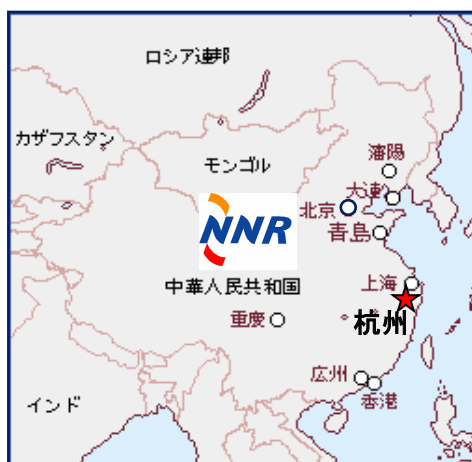 ロシア連邦
カザフスタン
モンゴル
瀋陽
大連
北京
青島
NNR
中華人民共和国
上海
杭州
重慶
広州
香港
インド